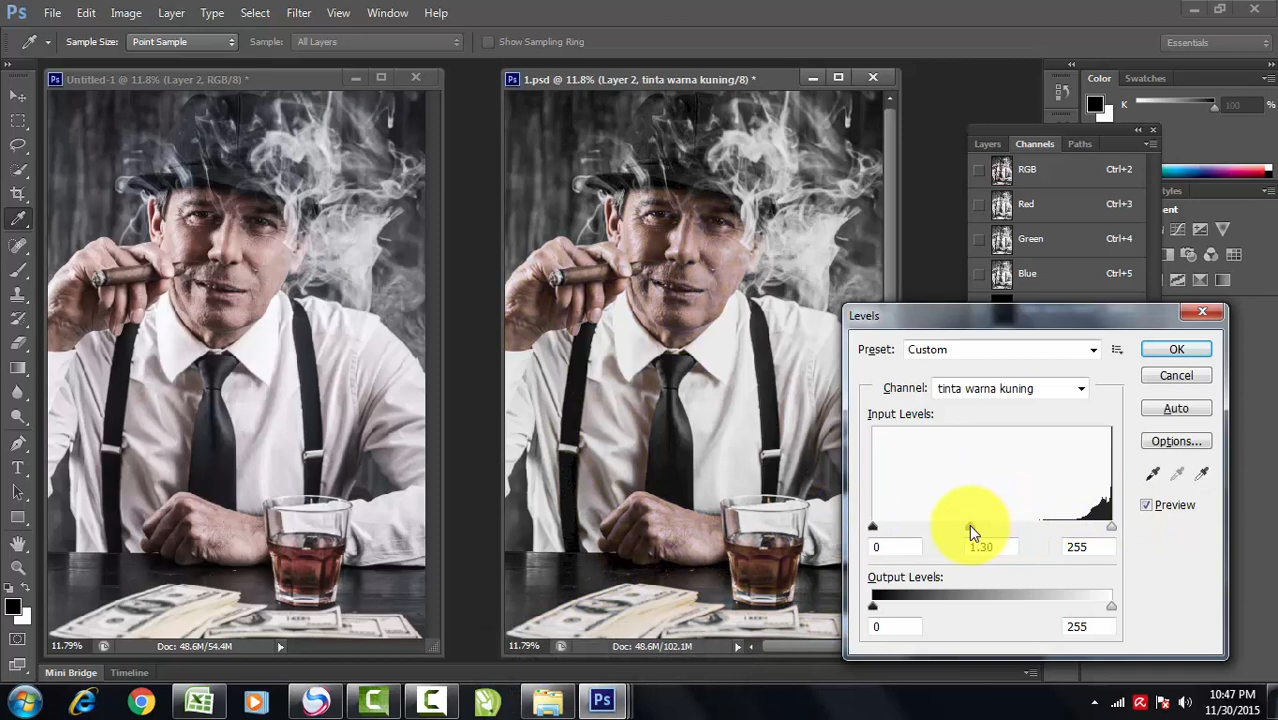 Ps File Edit Image Layer Type Select Filter View Window Help
Sample Size: Point Sample Sample: All Layers Show Sampling Ring Essentials
Untitled-1 @ 11.8% (Layer 2, RGB/8) *
1.psd @ 11.8% (Layer 2, tinta warna kuning/8) *
Color Swatches
K 100 %
Layers Channels Paths
RGB Ctrl+2
Red Ctrl+3
Green Ctrl+4
Blue Ctrl+5
Levels
Preset: Custom
OK
Channel: tinta warna kuning
Cancel
Input Levels:
Auto
Options...
Preview
0 1.30 255
Output Levels:
0 255
11.79% Doc: 48.6M/54.4M
11.79% Doc: 48.6M/102.1M
Mini Bridge Timeline
10:47 PM
11/30/2015